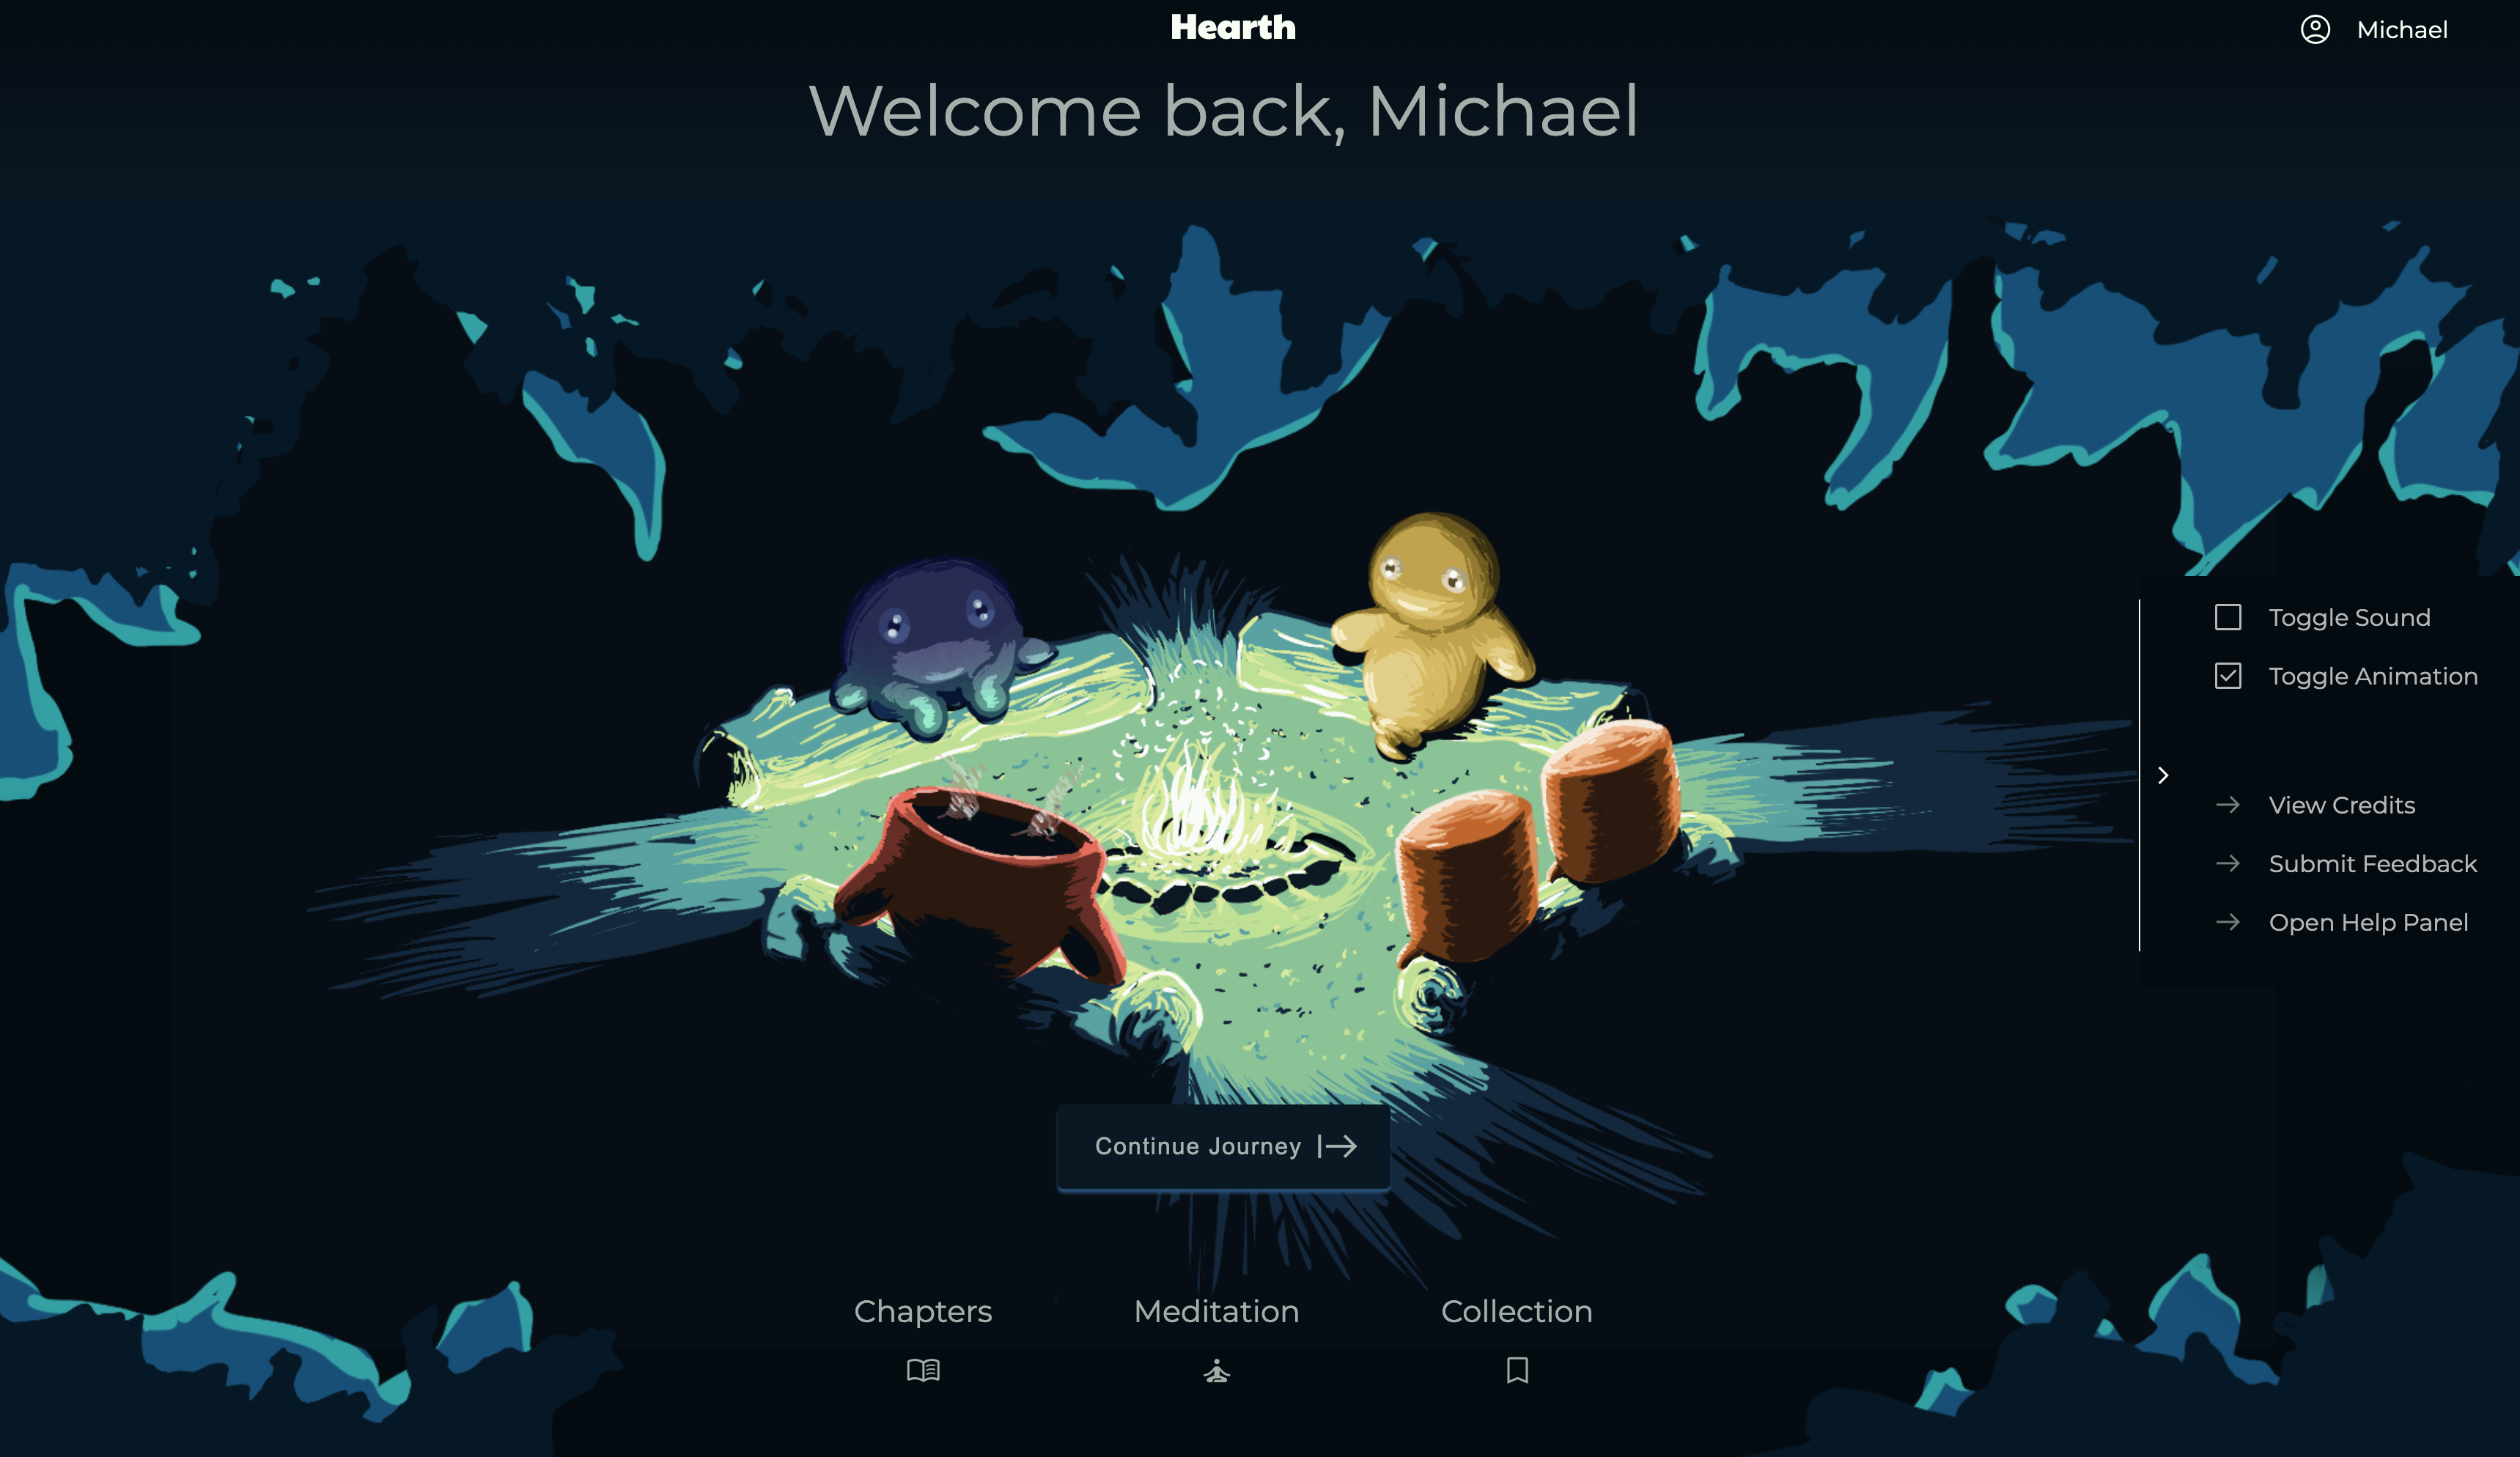 Hearth
Michael
Welcome back, Michael
Toggle Sound
Toggle Animation
View Credits
Submit Feedback
Open Help Panel
Continue Journey
Chapters
Meditation
Collection